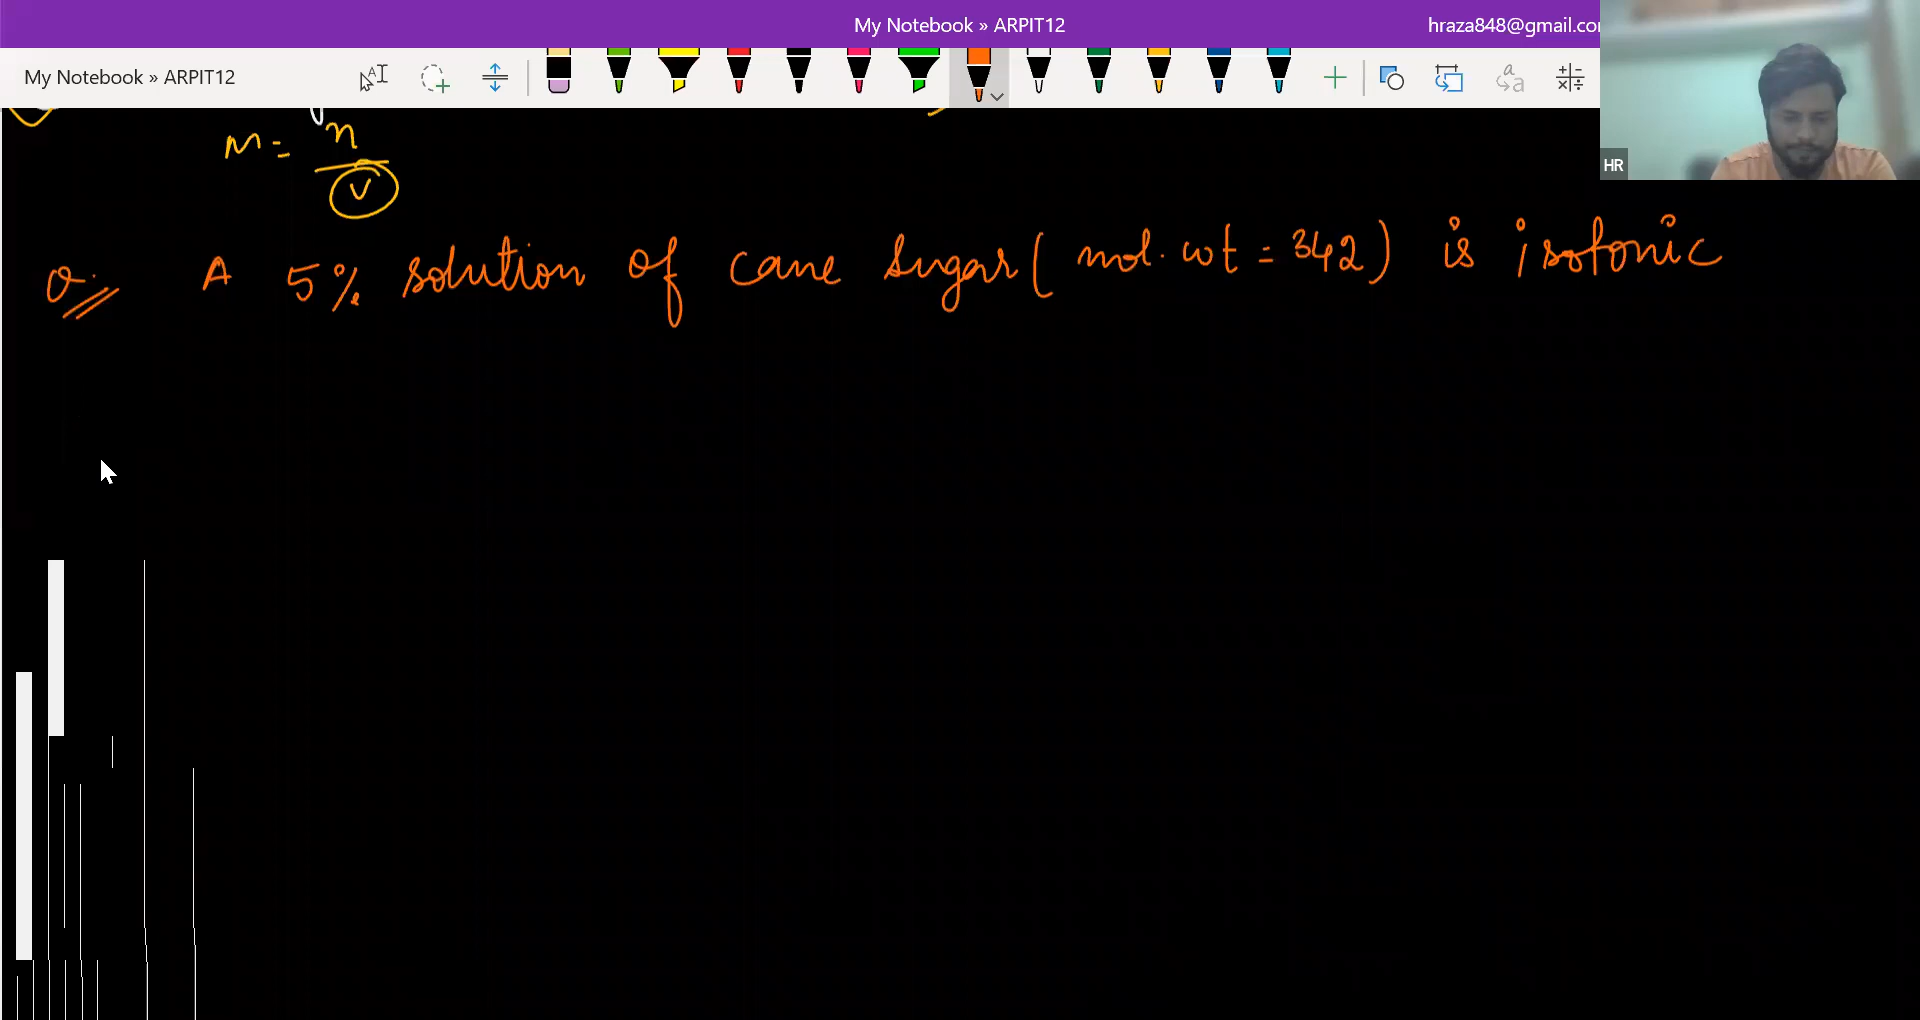 My Notebook » ARPIT12
hraza848@gmail.co
My Notebook » ARPIT12
HR
M = n
v
Q. A 5% solution of cane sugar ( mol. wt = 342 ) is isotonic